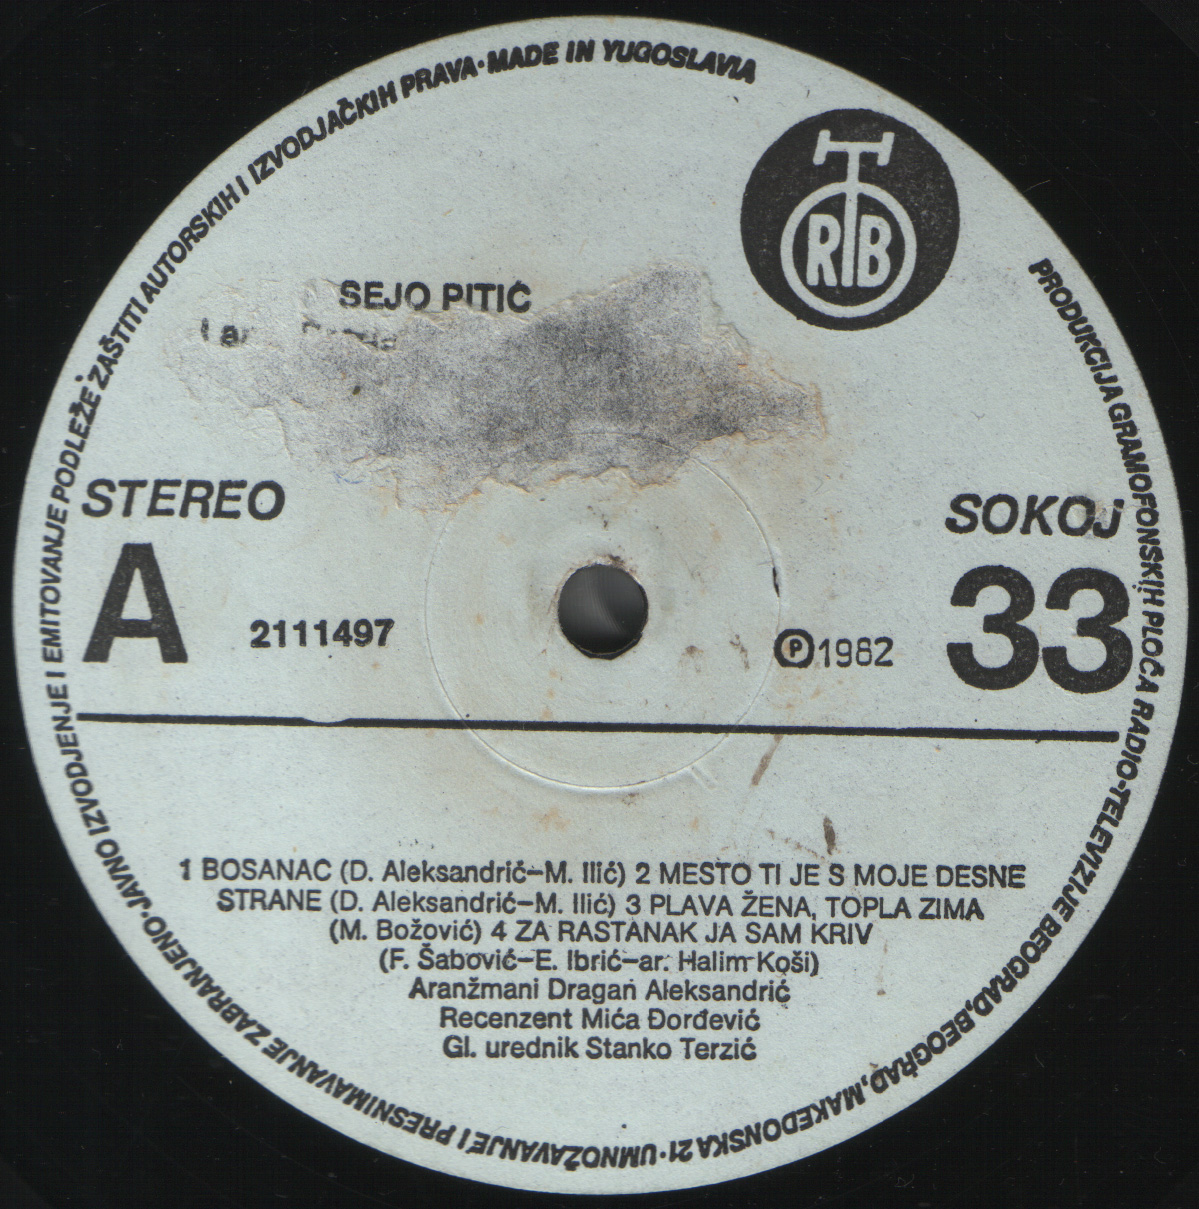 JAVNO IZVODJENJE I EMITOVANJE PODLEŽE ZAŠTITI AUTORSKIH I IZVODJAČKIH PRAVA·MADE IN YUGOSLAVIA
PRODUKCIJA GRAMOFONSKIH PLOČA RADIO-TELEVIZIJE BEOGRAD, BEOGRAD, MAKEDONSKA 21·UMNOŽAVANJE I PRESNIMAVANJE ZABRANJENO·
RTB
SEJO PITIĆ
STEREO
SOKOJ
A
2111497
Ⓟ1982
33
1 BOSANAC (D. Aleksandrić–M. Ilić) 2 MESTO TI JE S MOJE DESNE
STRANE (D. Aleksandrić–M. Ilić) 3 PLAVA ŽENA, TOPLA ZIMA
(M. Božović) 4 ZA RASTANAK JA SAM KRIV
(F. Šabović–E. Ibrić–ar. Halim Koši)
Aranžmani Dragan Aleksandrić
Recenzent Mića Đorđević
Gl. urednik Stanko Terzić